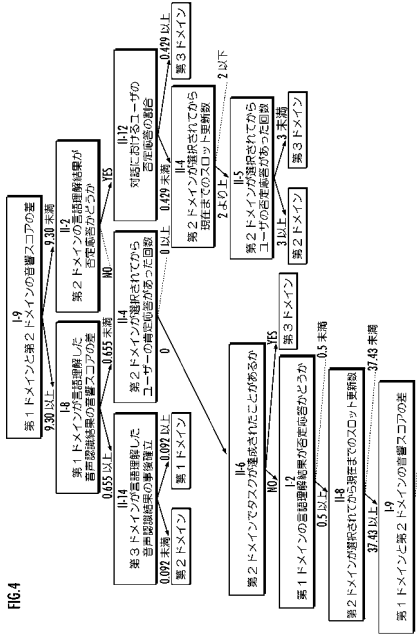 FIG.4
I-9
第1ドメインと第2ドメインの音響スコアの差
9.30 以上
9.30 未満
I-8
第1ドメインが言語理解した
音声認識結果の音響スコアの差
II-2
第2ドメインの言語理解結果が
否定応答かどうか
0.655 以上
0.655 未満
NO
YES
II-14
第3ドメインが言語理解した
音声認識結果の事後確立
II-4
第2ドメインが選択されてから
ユーザーの肯定応答があった回数
II-12
対話におけるユーザの
否定応答の割合
0.092 未満
0.092 以上
0
0 以上
0.429 未満
0.429 以上
第2ドメイン
第1ドメイン
II-4
第2ドメインが選択されてから
現在までのスロット更新数
第3ドメイン
2 より上
2 以下
II-6
第2ドメインでタスクが達成されたことがあるか
II-5
第2ドメインが選択されてから
ユーザの否定応答があった回数
NO
YES
3 以上
3 未満
I-2
第1ドメインの言語理解結果が否定応答かどうか
第3ドメイン
第2ドメイン
第3ドメイン
0.5 以上
0.5 未満
II-8
第2ドメインが選択されてから現在までのスロット更新数
37.43 以上
37.43 未満
I-9
第1ドメインと第2ドメインの音響スコアの差